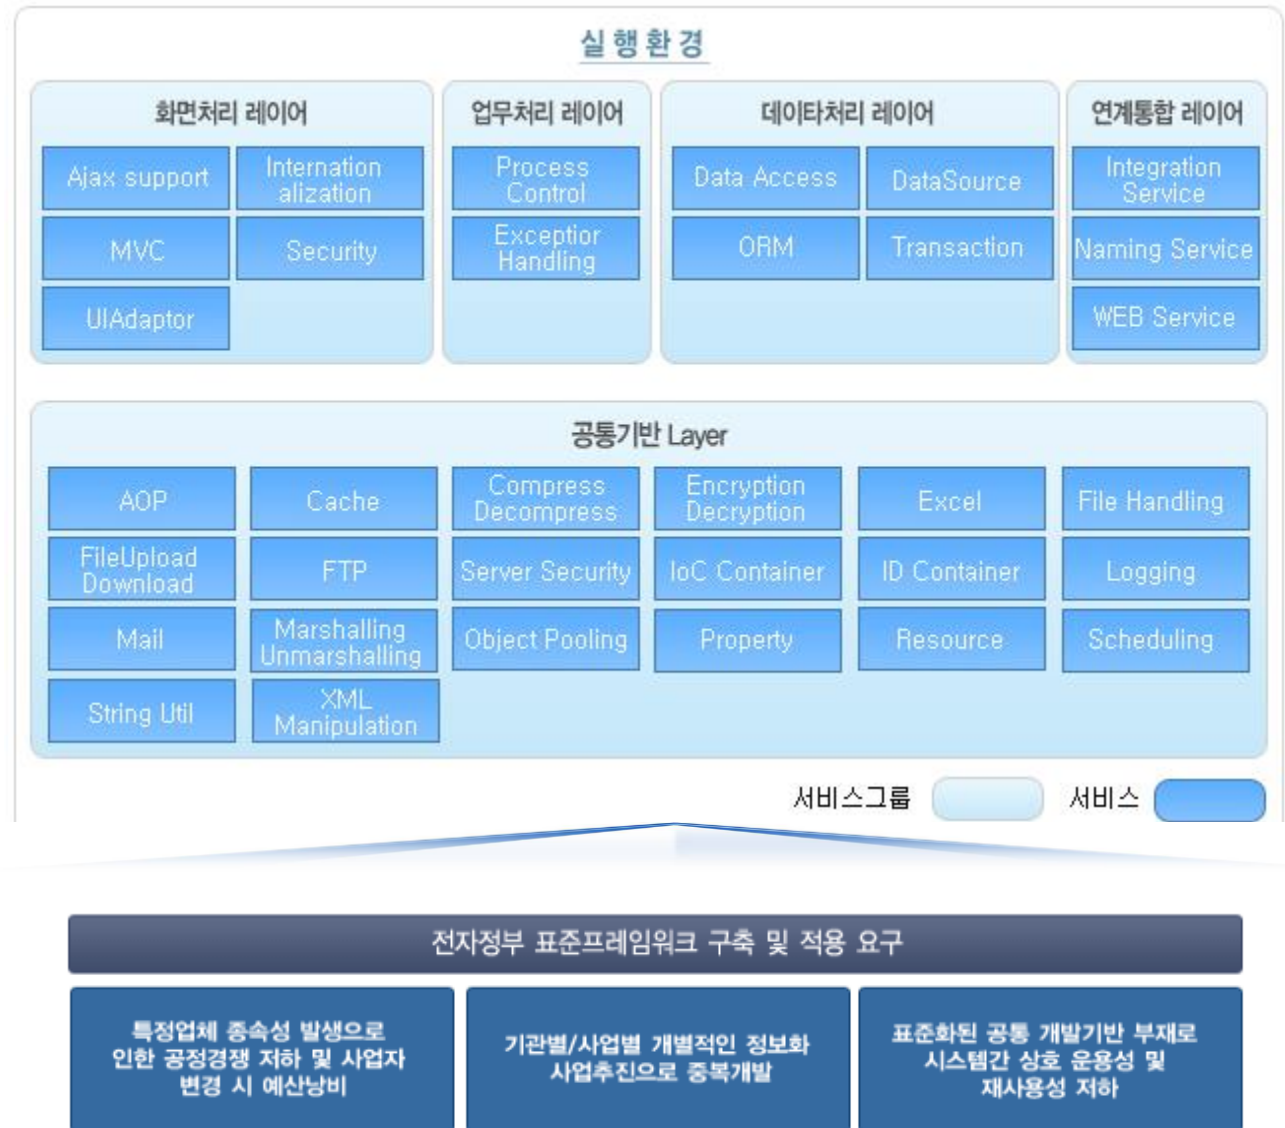 실행환경
화면처리 레이어
업무처리 레이어
데이타처리 레이어
연계통합 레이어
Ajax support
Internation
alization
Process
Control
Data Access
DataSource
Integration
Service
MVC
Security
Exceptior
Handling
ORM
Transaction
Naming Service
UIAdaptor
WEB Service
공통기반 Layer
AOP
Cache
Compress
Decompress
Encryption
Decryption
Excel
File Handling
FileUpload
Download
FTP
Server Security
IoC Container
ID Container
Logging
Mail
Marshalling
Unmarshalling
Object Pooling
Property
Resource
Scheduling
String Util
XML
Manipulation
서비스그룹
서비스
전자정부 표준프레임워크 구축 및 적용 요구
특정업체 종속성 발생으로
인한 공정경쟁 저하 및 사업자
변경 시 예산낭비
기관별/사업별 개별적인 정보화
사업추진으로 중복개발
표준화된 공통 개발기반 부재로
시스템간 상호 운용성 및
재사용성 저하